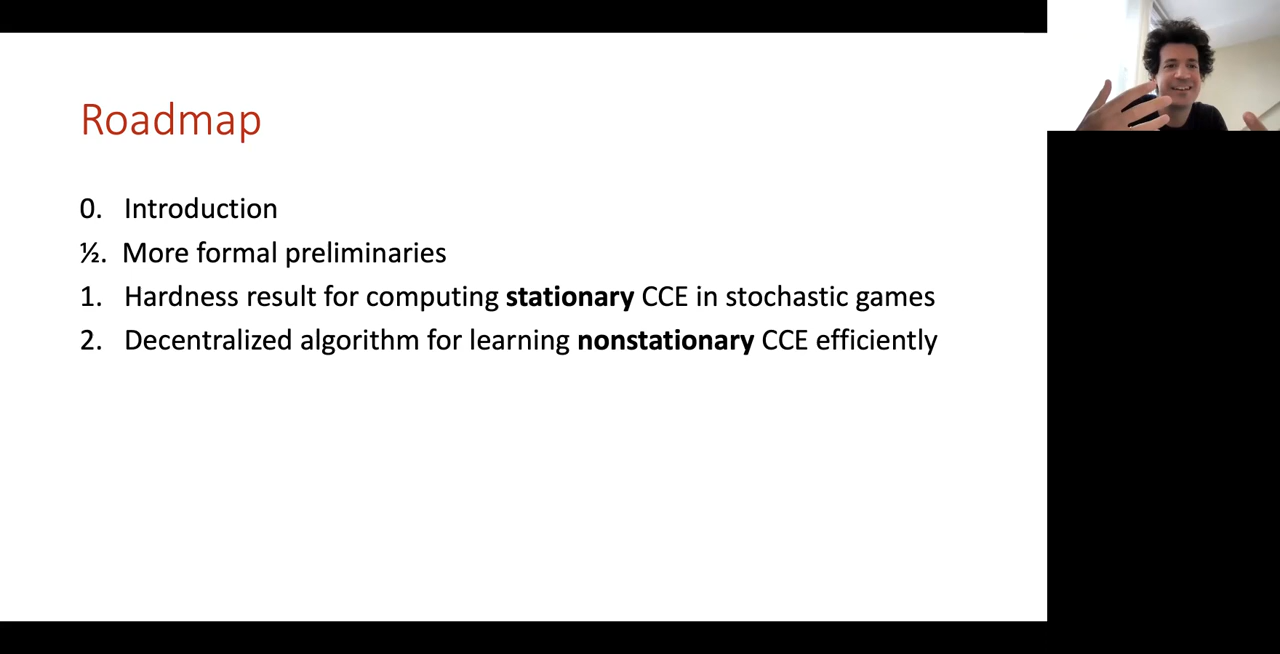 Roadmap
0. Introduction
½. More formal preliminaries
1. Hardness result for computing stationary CCE in stochastic games
2. Decentralized algorithm for learning nonstationary CCE efficiently